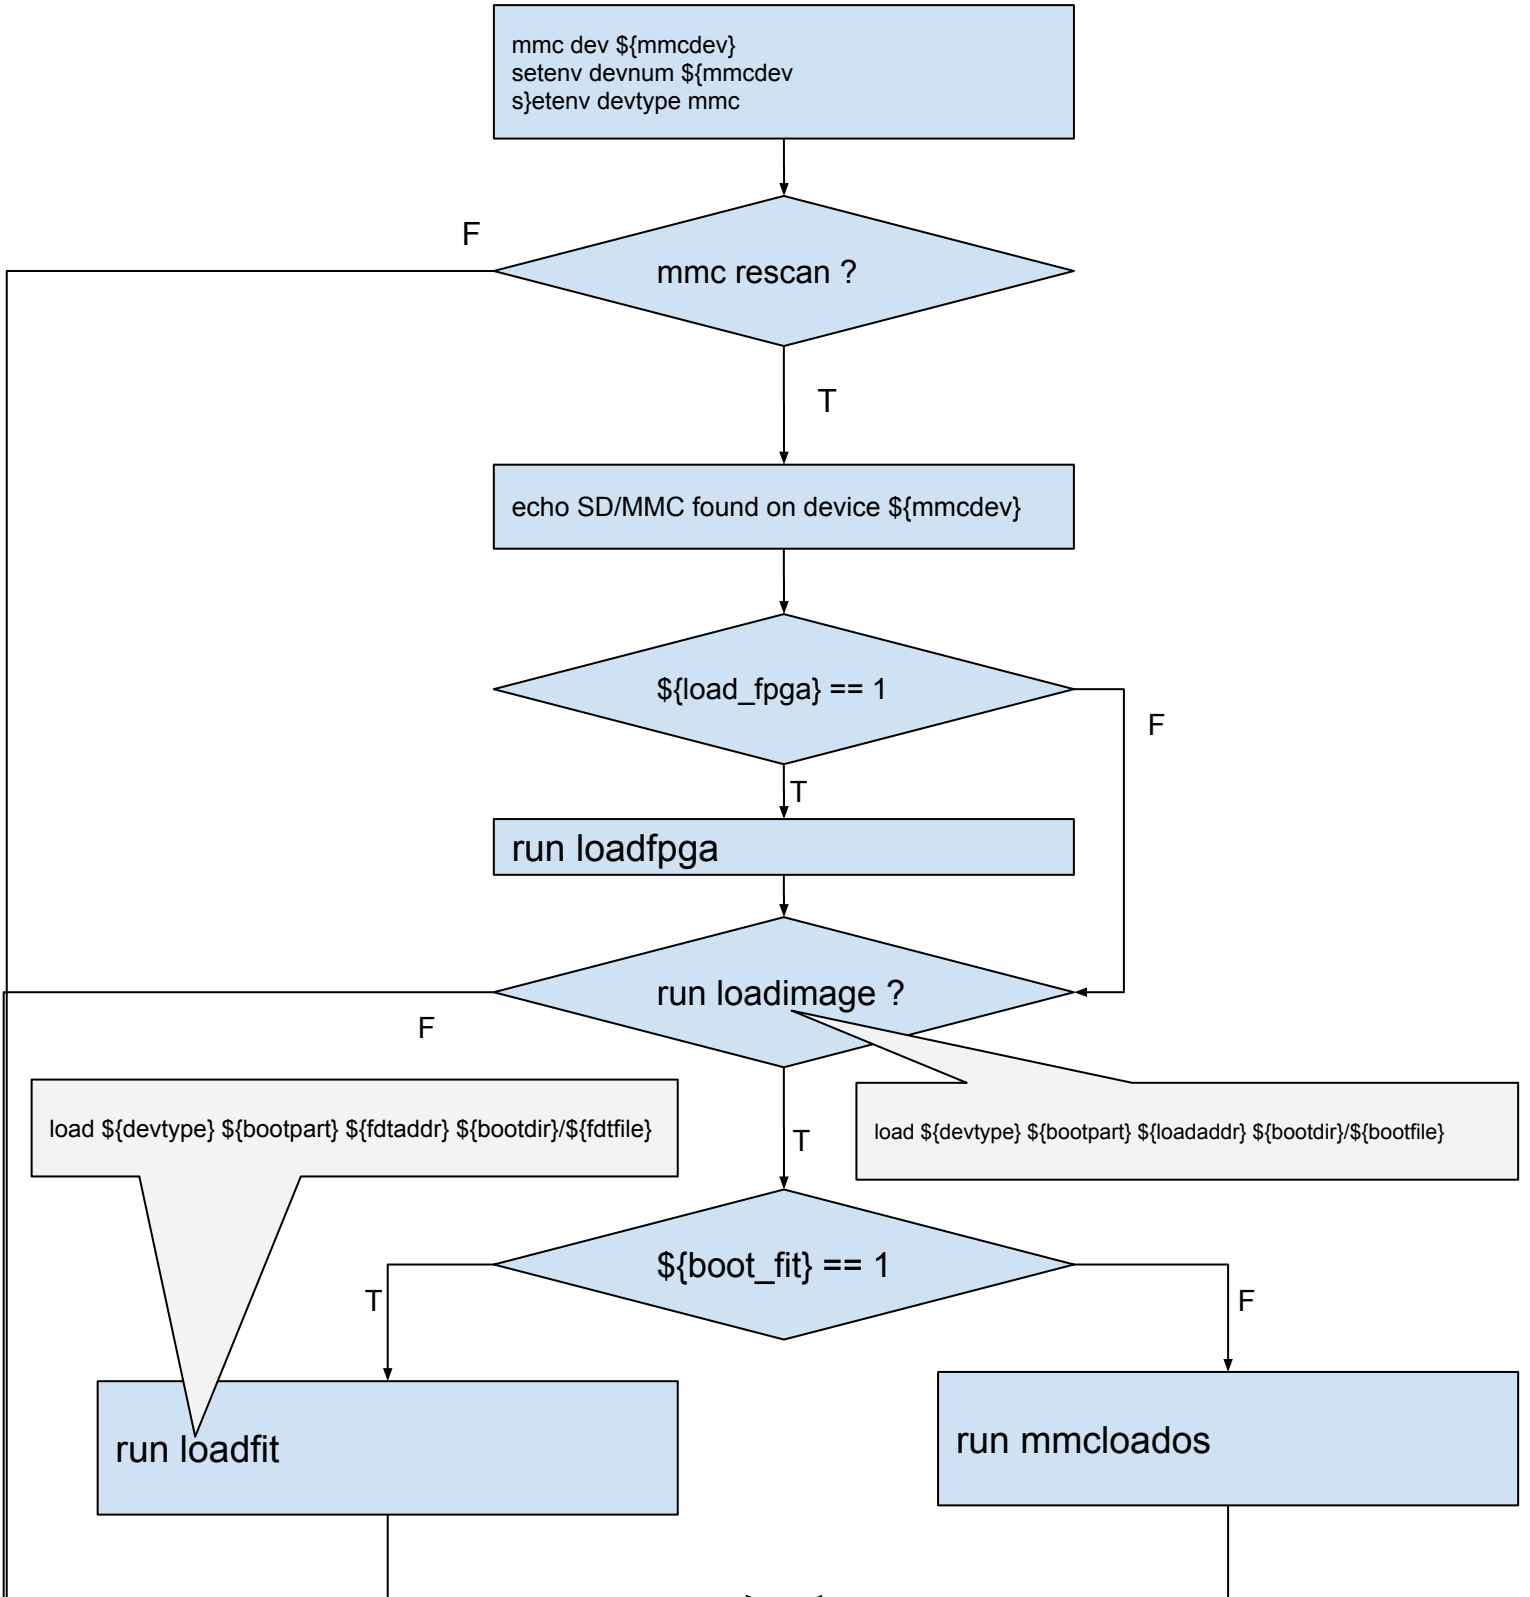 mmc dev ${mmcdev}
setenv devnum ${mmcdev
s}etenv devtype mmc
F
mmc rescan ?
T
echo SD/MMC found on device ${mmcdev}
${load_fpga} == 1
F
T
run loadfpga
run loadimage ?
F
load ${devtype} ${bootpart} ${fdtaddr} ${bootdir}/${fdtfile}
load ${devtype} ${bootpart} ${loadaddr} ${bootdir}/${bootfile}
T
${boot_fit} == 1
T
F
run loadfit
run mmcloados